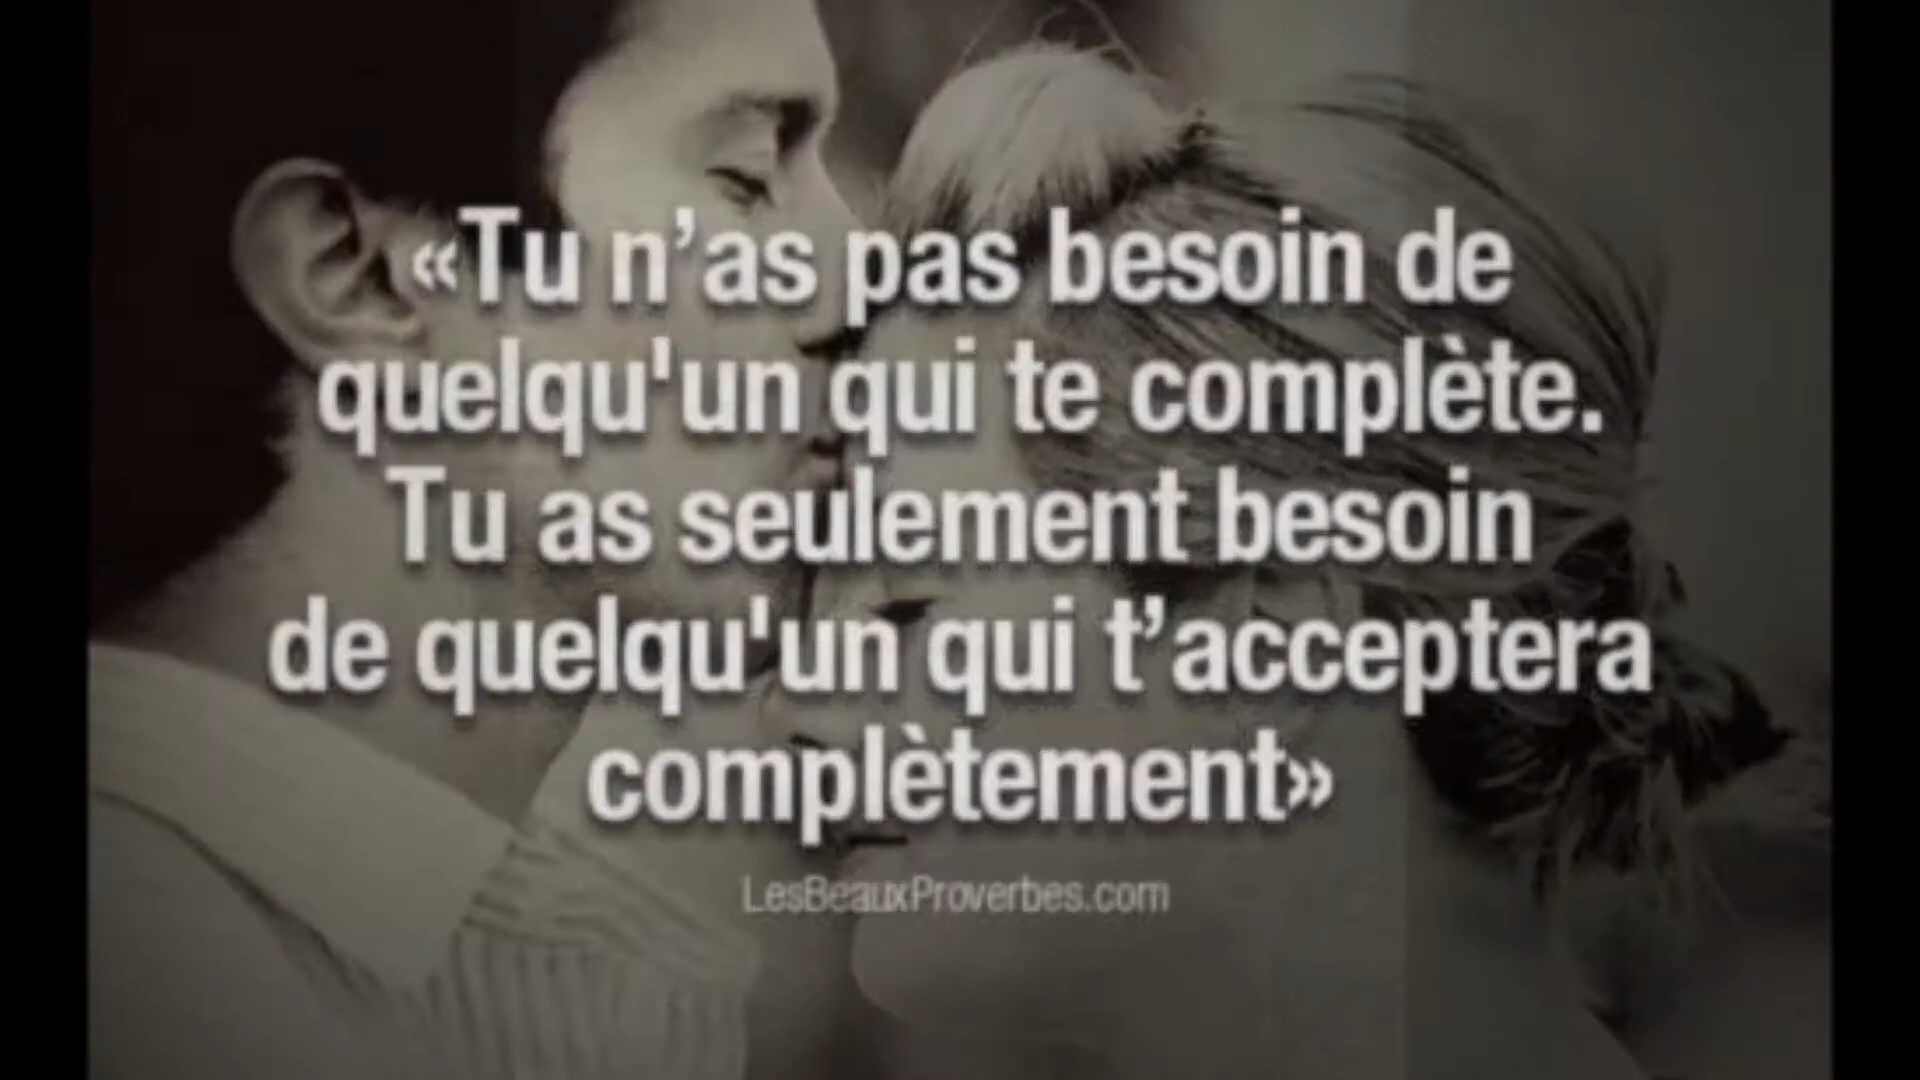 «Tu n’as pas besoin de
quelqu'un qui te complète.
Tu as seulement besoin
de quelqu'un qui t’acceptera
complètement»
LesBeauxProverbes.com